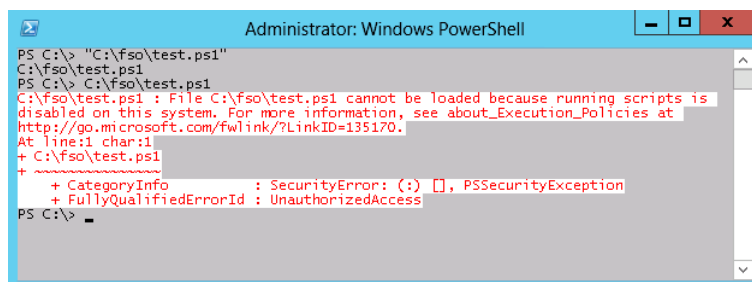 Administrator: Windows PowerShell
PS C:\> "C:\fso\test.ps1"
C:\fso\test.ps1
PS C:\> C:\fso\test.ps1
C:\fso\test.ps1 : File C:\fso\test.ps1 cannot be loaded because running scripts is
disabled on this system. For more information, see about_Execution_Policies at
http://go.microsoft.com/fwlink/?LinkID=135170.
At line:1 char:1
+ C:\fso\test.ps1
+ ~~~~~~~~~~~~~~~
    + CategoryInfo          : SecurityError: (:) [], PSSecurityException
    + FullyQualifiedErrorId : UnauthorizedAccess
PS C:\> _